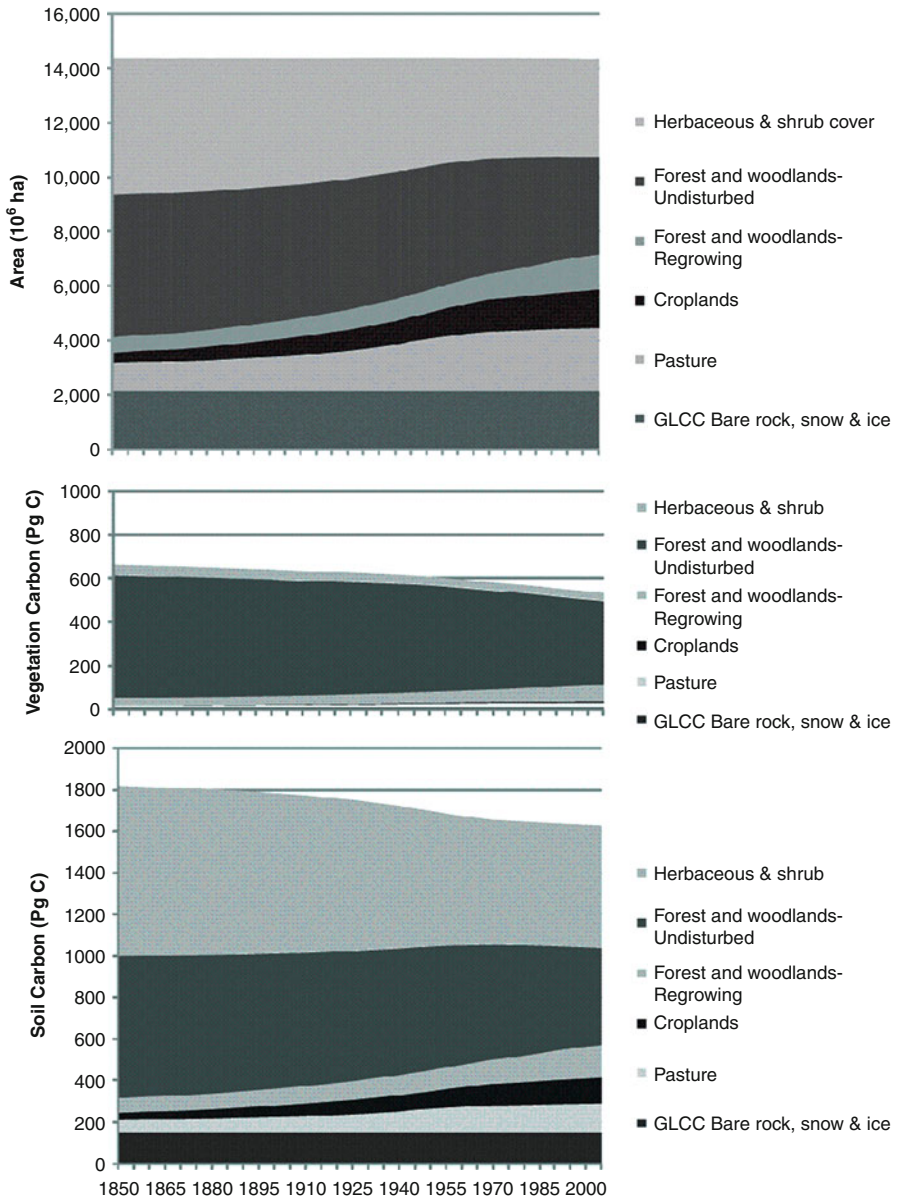 Area (10⁶ ha)
16,000
14,000
12,000
10,000
8,000
6,000
4,000
2,000
0
Herbaceous & shrub cover
Forest and woodlands-
Undisturbed
Forest and woodlands-
Regrowing
Croplands
Pasture
GLCC Bare rock, snow & ice
Vegetation Carbon (Pg C)
1000
800
600
400
200
0
Herbaceous & shrub
Forest and woodlands-
Undisturbed
Forest and woodlands-
Regrowing
Croplands
Pasture
GLCC Bare rock, snow & ice
Soil Carbon (Pg C)
2000
1800
1600
1400
1200
1000
800
600
400
200
0
Herbaceous & shrub
Forest and woodlands-
Undisturbed
Forest and woodlands-
Regrowing
Croplands
Pasture
GLCC Bare rock, snow & ice
1850 1865 1880 1895 1910 1925 1940 1955 1970 1985 2000